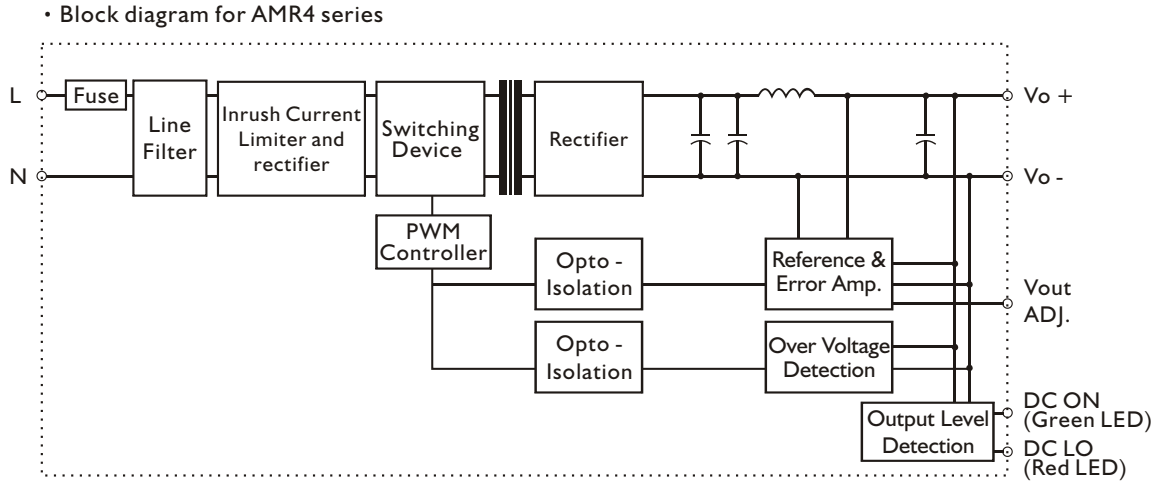 • Block diagram for AMR4 series
L
Fuse
Line
Filter
Inrush Current
Limiter and
rectifier
Switching
Device
Rectifier
Vo +
N
Vo -
PWM
Controller
Opto -
Isolation
Reference &
Error Amp.
Vout
ADJ.
Opto -
Isolation
Over Voltage
Detection
Output Level
Detection
DC ON
(Green LED)
DC LO
(Red LED)